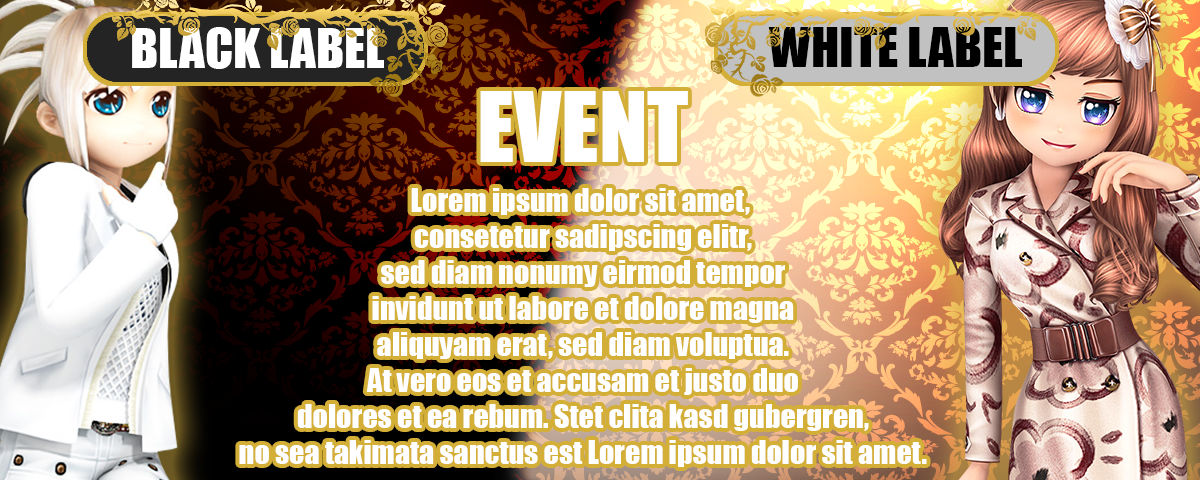 BLACK LABEL
WHITE LABEL
EVENT
Lorem ipsum dolor sit amet,
consetetur sadipscing elitr,
sed diam nonumy eirmod tempor
invidunt ut labore et dolore magna
aliquyam erat, sed diam voluptua.
At vero eos et accusam et justo duo
dolores et ea rebum. Stet clita kasd gubergren,
no sea takimata sanctus est Lorem ipsum dolor sit amet.